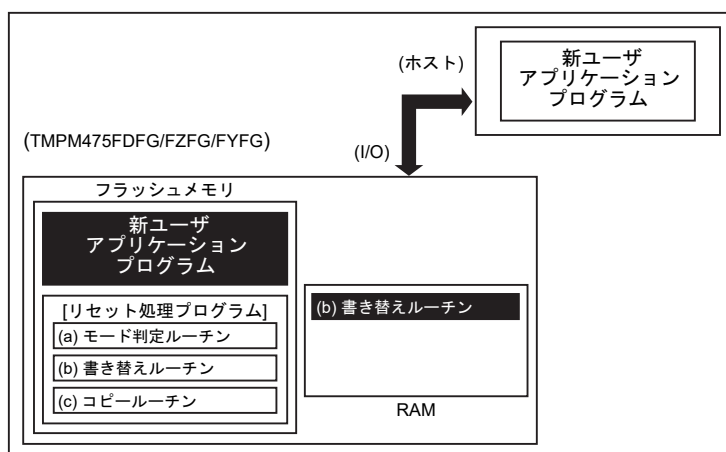 (ホスト)
新ユーザ
アプリケーション
プログラム
(TMPM475FDFG/FZFG/FYFG)
(I/O)
フラッシュメモリ
新ユーザ
アプリケーション
プログラム
[リセット処理プログラム]
(a) モード判定ルーチン
(b) 書き替えルーチン
(c) コピールーチン
(b) 書き替えルーチン
RAM